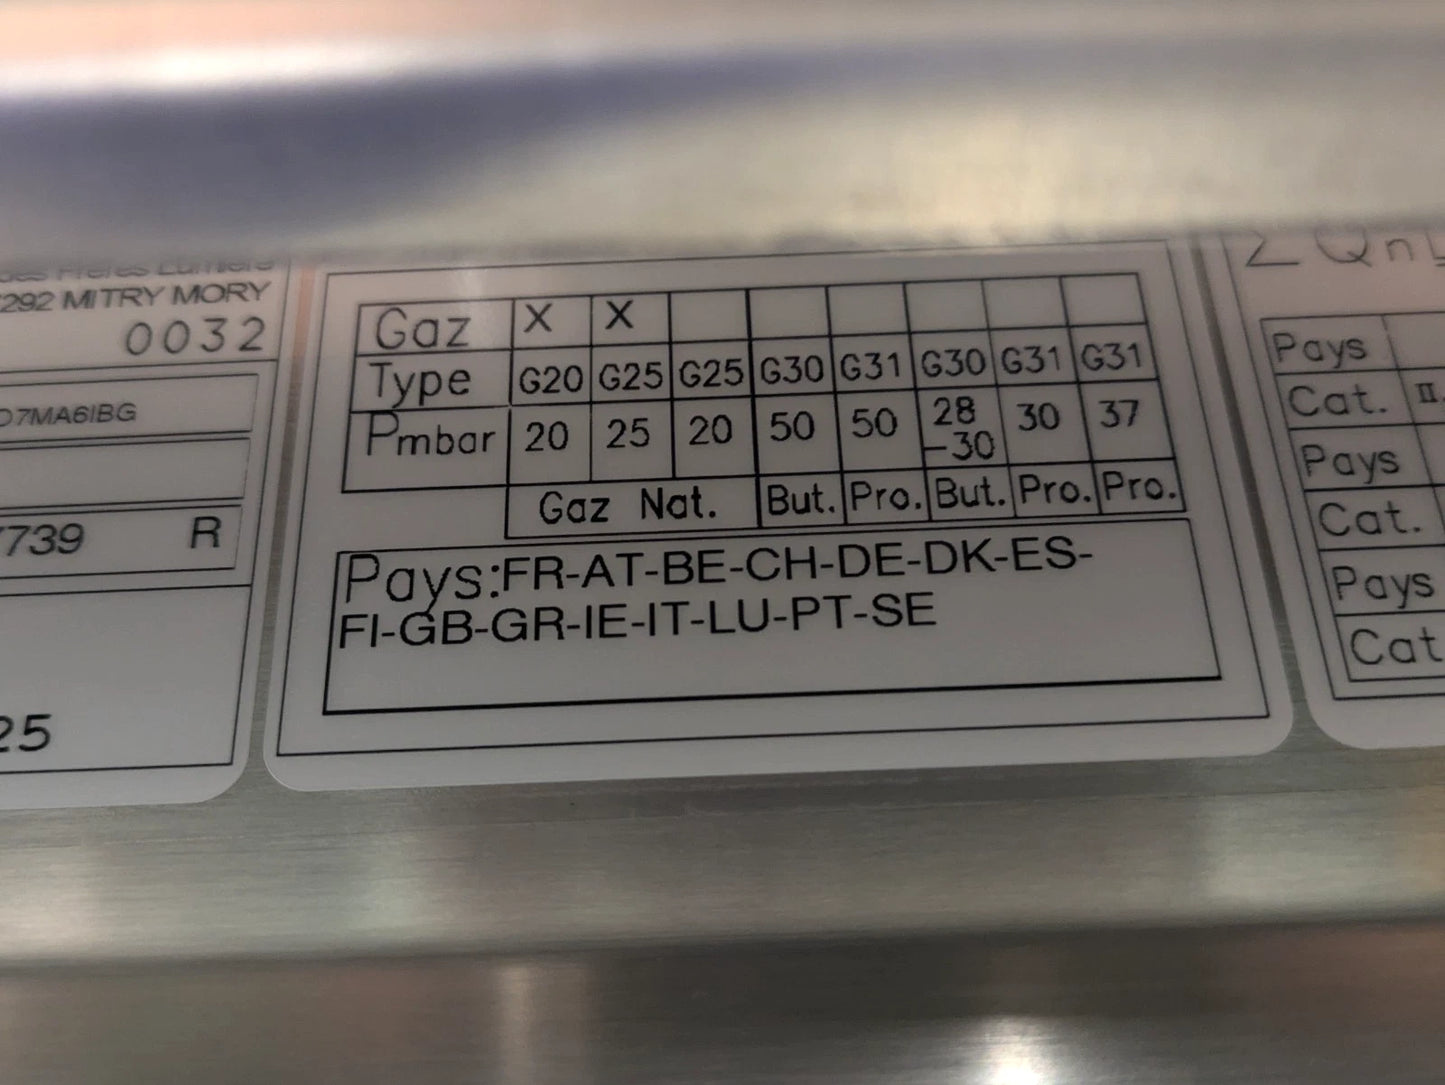 292 MITRY MORY
0032
D7MA6IBG
7739 R
25
Gaz X X
Type G20 G25 G25 G30 G31 G30 G31 G31
Pmbar 20 25 20 50 50 28-30 30 37
Gaz Nat. But. Pro. But. Pro. Pro.
Pays:FR-AT-BE-CH-DE-DK-ES-
FI-GB-GR-IE-IT-LU-PT-SE
Pays
Cat. II
Pays
Cat.
Pays
Cat